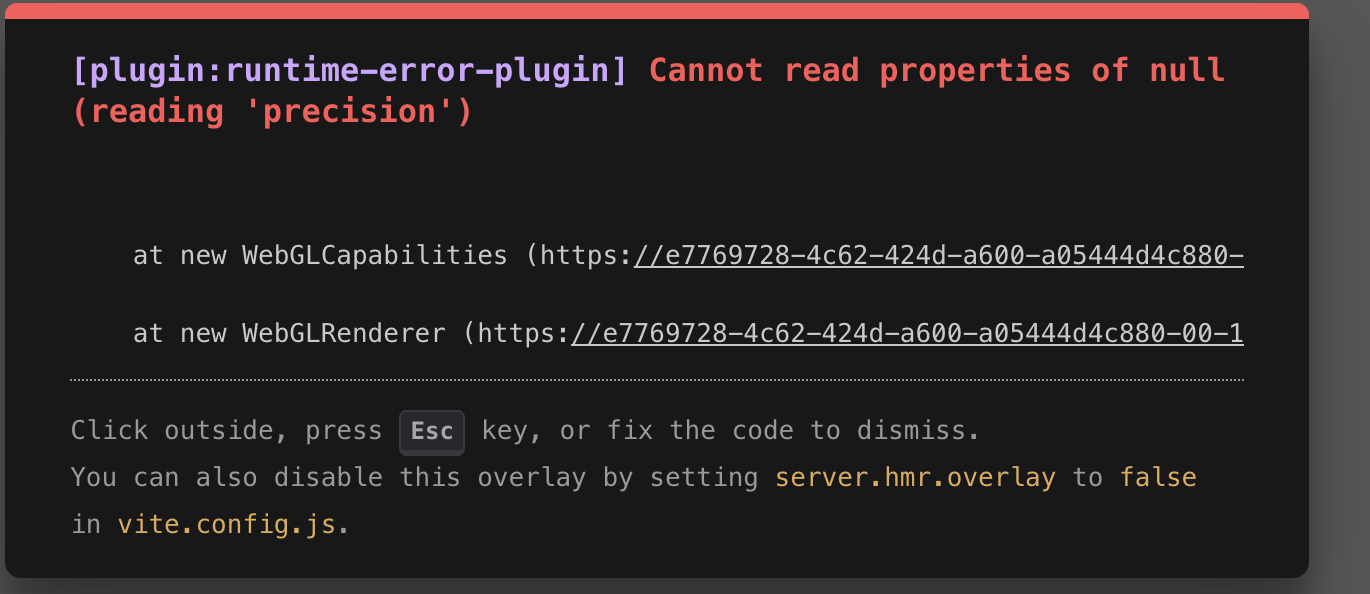 [plugin:runtime-error-plugin] Cannot read properties of null
(reading 'precision')
at new WebGLCapabilities (https://e7769728-4c62-424d-a600-a05444d4c880-
at new WebGLRenderer (https://e7769728-4c62-424d-a600-a05444d4c880-00-1
Click outside, press Esc key, or fix the code to dismiss.
You can also disable this overlay by setting server.hmr.overlay to false
in vite.config.js.